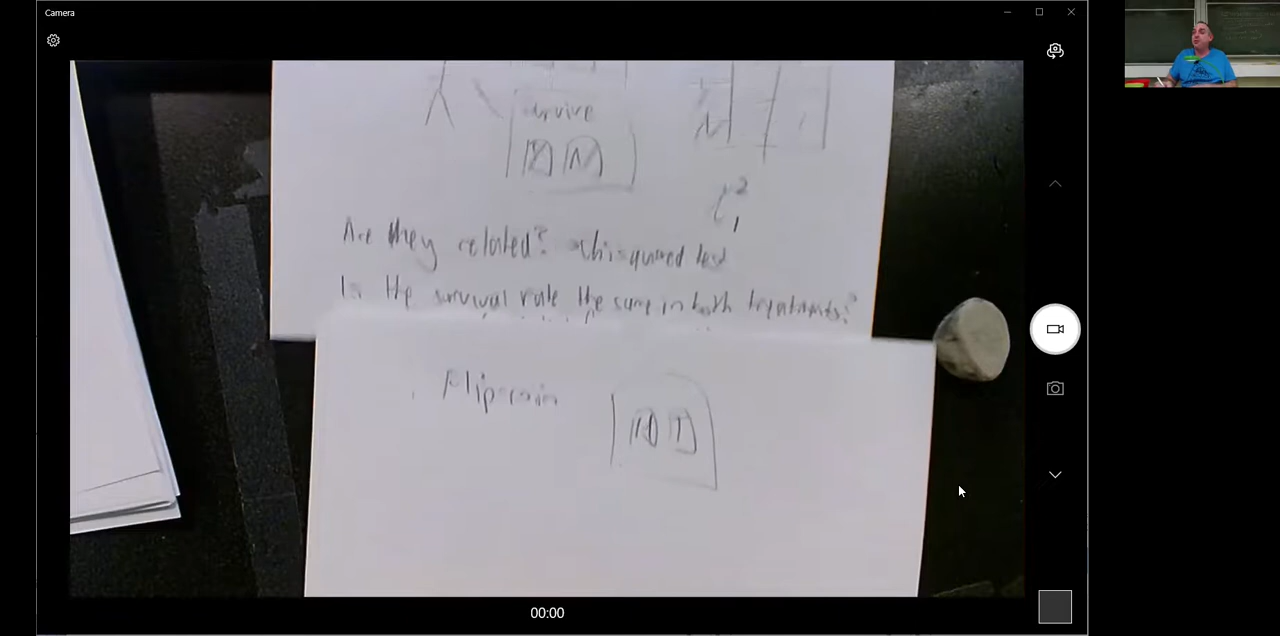 Camera
survive
Y N
Are they related? chi-squared test
Is the survival rate the same in both treatments?
Flip coin
H T
00:00